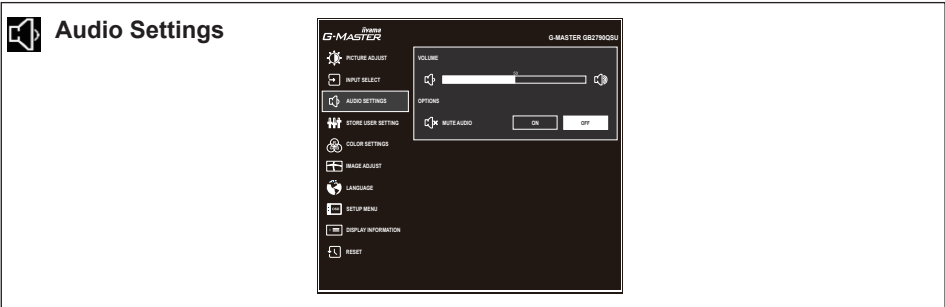 Audio Settings
iiyama
G-MASTER
G-MASTER GB2790QSU
PICTURE ADJUST
VOLUME
INPUT SELECT
AUDIO SETTINGS
OPTIONS
STORE USER SETTING
MUTE AUDIO
ON
OFF
COLOR SETTINGS
IMAGE ADJUST
LANGUAGE
SETUP MENU
DISPLAY INFORMATION
RESET